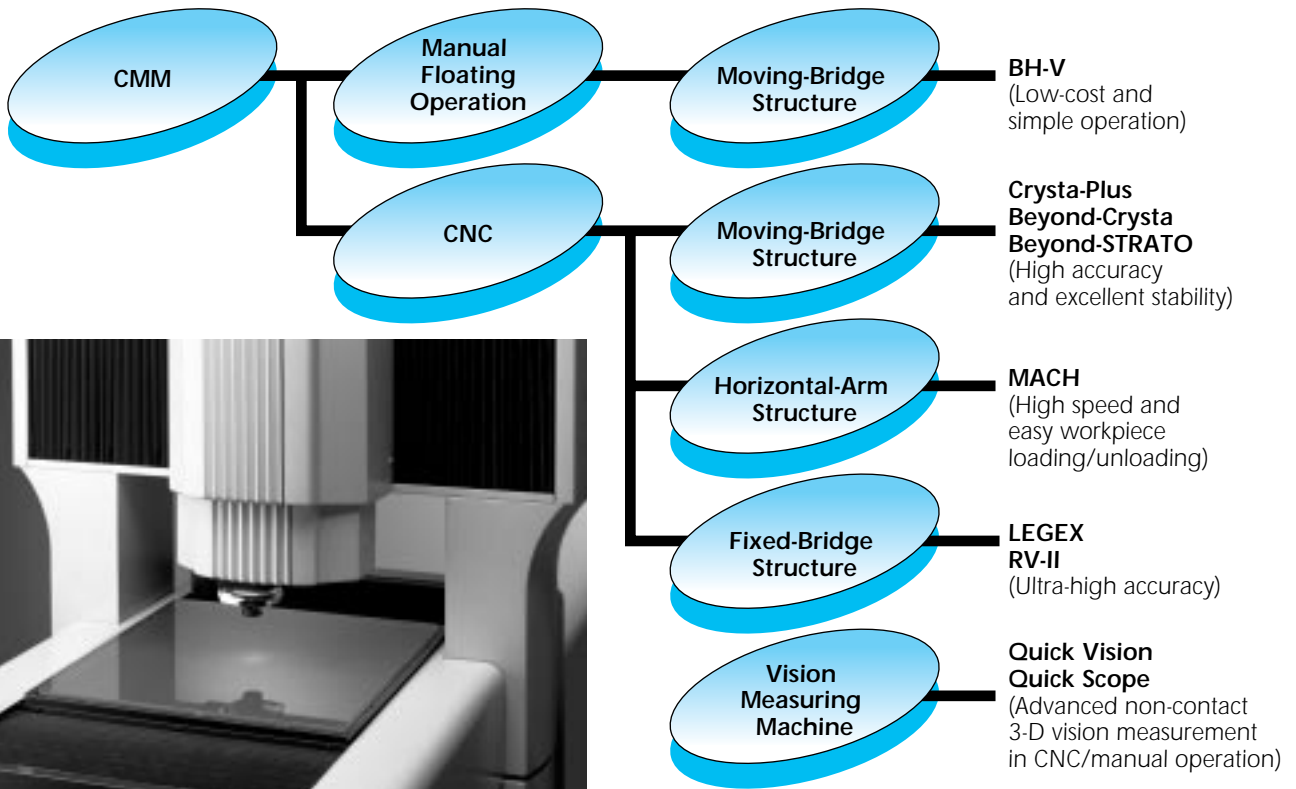 CMM
Manual
Floating
Operation
Moving-Bridge
Structure
BH-V
(Low-cost and
simple operation)
CNC
Moving-Bridge
Structure
Crysta-Plus
Beyond-Crysta
Beyond-STRATO
(High accuracy
and excellent stability)
Horizontal-Arm
Structure
MACH
(High speed and
easy workpiece
loading/unloading)
Fixed-Bridge
Structure
LEGEX
RV-II
(Ultra-high accuracy)
Vision
Measuring
Machine
Quick Vision
Quick Scope
(Advanced non-contact
3-D vision measurement
in CNC/manual operation)